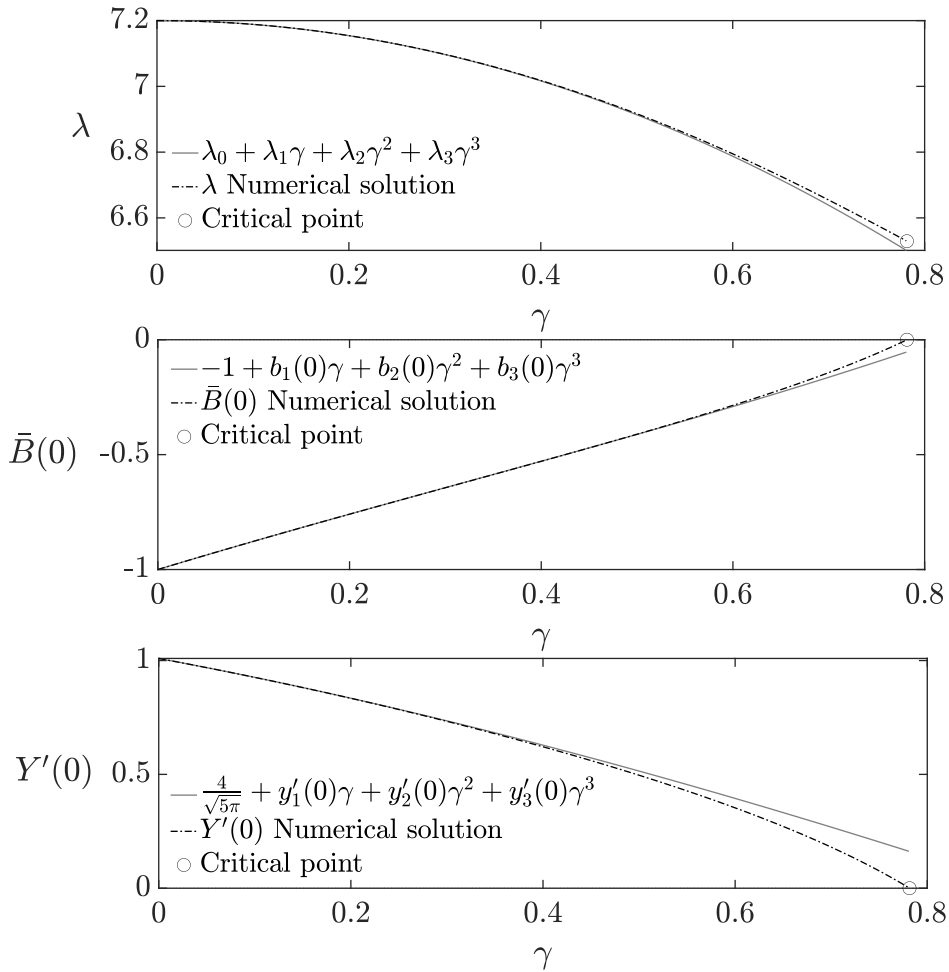 7.2
7
λ
6.8
6.6
λ₀ + λ₁γ + λ₂γ² + λ₃γ³
λ Numerical solution
Critical point
0 0.2 0.4 0.6 0.8
γ
0
B̄(0) -0.5
-1
−1 + b₁(0)γ + b₂(0)γ² + b₃(0)γ³
B̄(0) Numerical solution
Critical point
0 0.2 0.4 0.6 0.8
γ
1
Y′(0) 0.5
0
4/√5π + y′₁(0)γ + y′₂(0)γ² + y′₃(0)γ³
Y′(0) Numerical solution
Critical point
0 0.2 0.4 0.6 0.8
γ